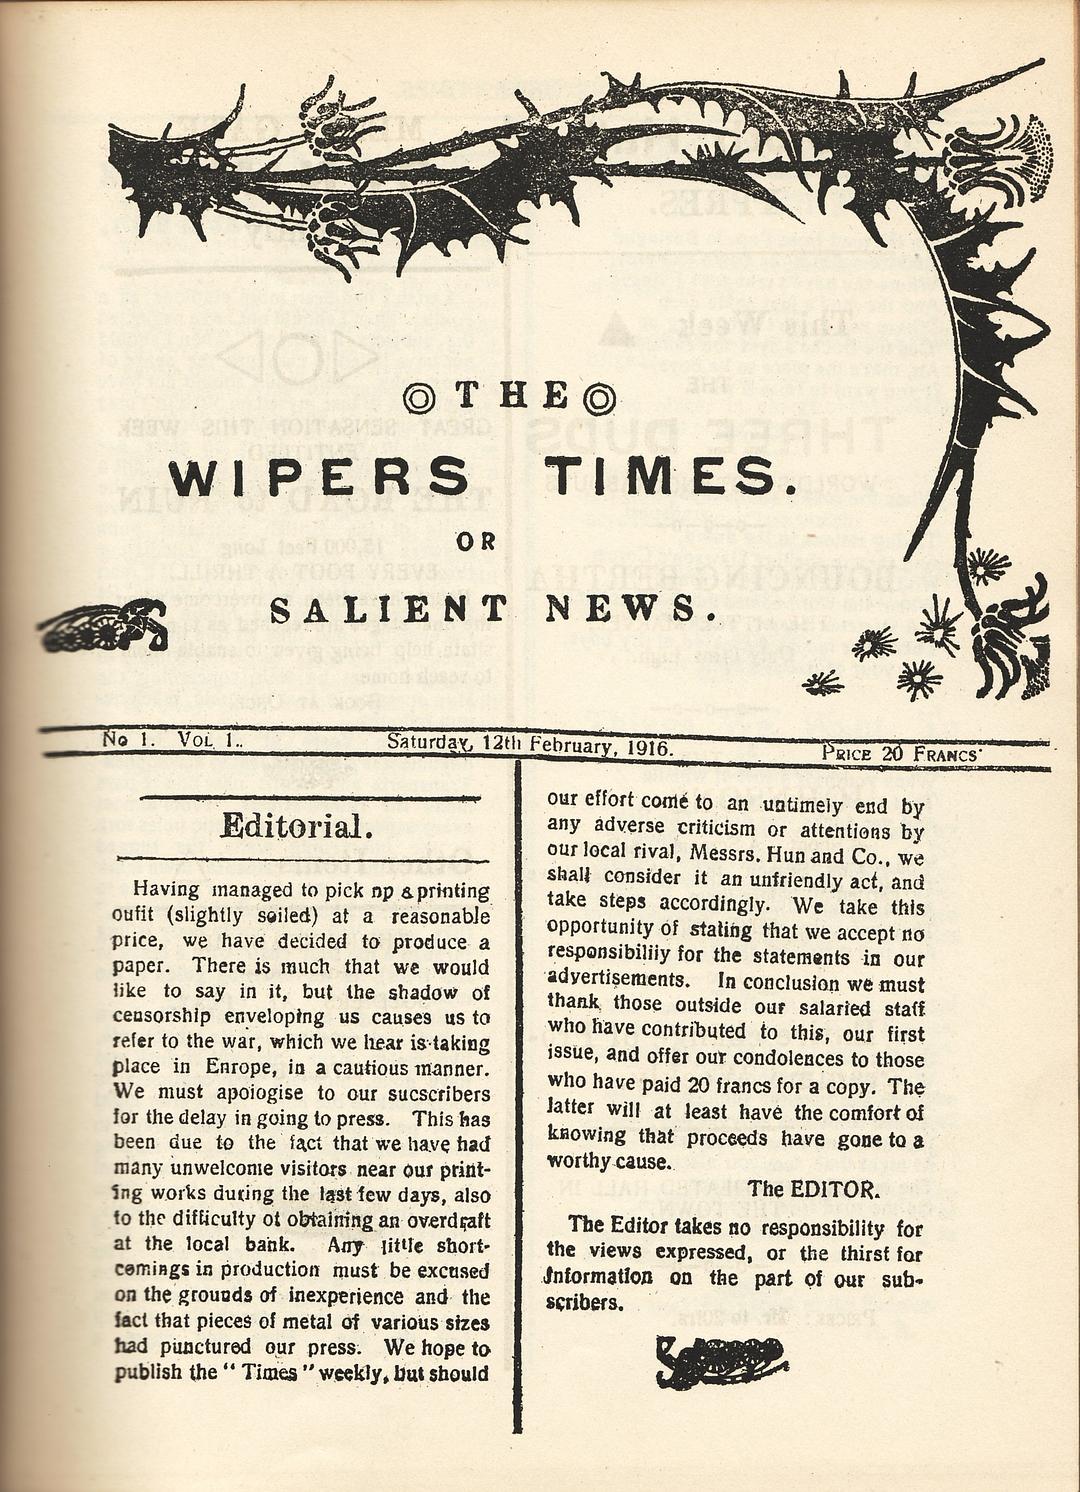 THE
WIPERS TIMES.
OR
SALIENT NEWS.
No 1. VOL 1..
Saturday, 12th February, 1916.
PRICE 20 FRANCS
Editorial.
Having managed to pick np a printing
oufit (slightly soiled) at a reasonable
price, we have decided to produce a
paper. There is much that we would
like to say in it, but the shadow of
censorship enveloping us causes us to
refer to the war, which we hear is taking
place in Enrope, in a cautious manner.
We must apoiogise to our sucscribers
for the delay in going to press. This has
been due to the fact that we have had
many unwelcome visitors near our print-
ing works during the last few days, also
to the difficulty ot obtaining an overdraft
at the local bank. Any little short-
comings in production must be excused
on the grounds of inexperience and the
fact that pieces of metal of various sizes
had punctured our press. We hope to
publish the “ Times ” weekly, but should
our effort come to an untimely end by
any adverse criticism or attentions by
our local rival, Messrs. Hun and Co., we
shall consider it an unfriendly act, and
take steps accordingly. We take this
opportunity of stating that we accept no
responsibiliiy for the statements in our
advertisements. In conclusion we must
thank those outside our salaried staff
who have contributed to this, our first
issue, and offer our condolences to those
who have paid 20 francs for a copy. The
latter will at least have the comfort of
knowing that proceeds have gone to a
worthy cause.
The EDITOR.
The Editor takes no responsibility for
the views expressed, or the thirst for
Information on the part of our sub-
scribers.